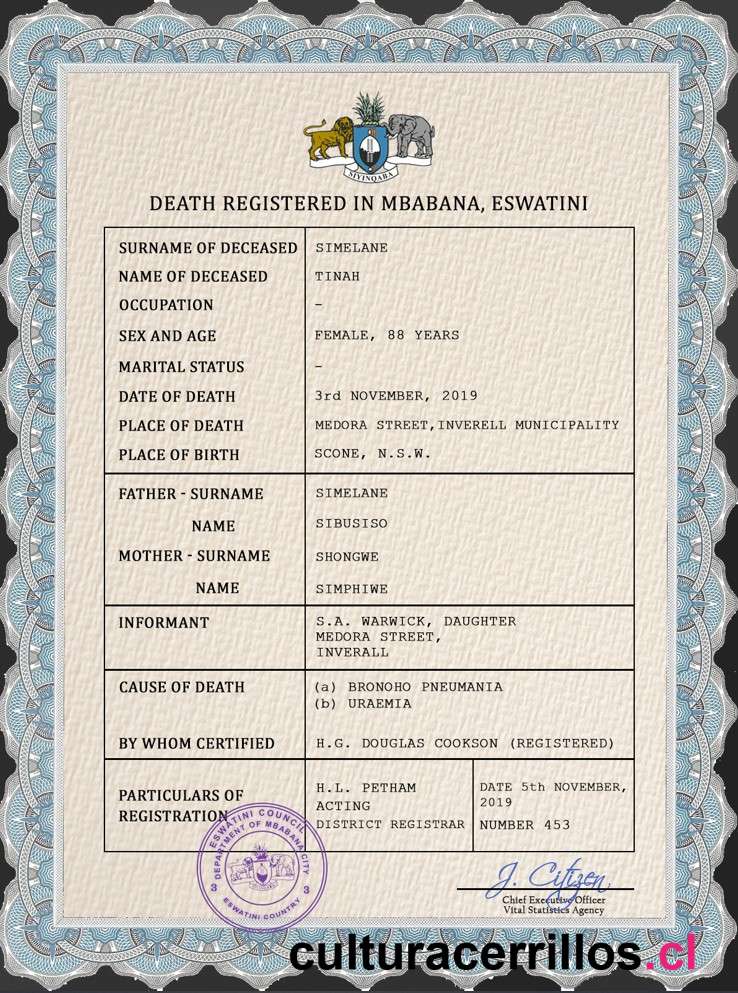 SIYINQABA
DEATH REGISTERED IN MBABANA, ESWATINI
SURNAME OF DECEASED SIMELANE
NAME OF DECEASED TINAH
OCCUPATION –
SEX AND AGE FEMALE, 88 YEARS
MARITAL STATUS –
DATE OF DEATH 3rd NOVEMBER, 2019
PLACE OF DEATH MEDORA STREET,INVERELL MUNICIPALITY
PLACE OF BIRTH SCONE, N.S.W.
FATHER - SURNAME SIMELANE
NAME SIBUSISO
MOTHER - SURNAME SHONGWE
NAME SIMPHIWE
INFORMANT S.A. WARWICK, DAUGHTER
MEDORA STREET,
INVERALL
CAUSE OF DEATH (a) BRONOHO PNEUMANIA
(b) URAEMIA
BY WHOM CERTIFIED H.G. DOUGLAS COOKSON (REGISTERED)
PARTICULARS OF
REGISTRATION
H.L. PETHAM
ACTING
DISTRICT REGISTRAR
DATE 5th NOVEMBER,
2019
NUMBER 453
ESWATINI COUNCIL
DEPARTMENT OF MBABANA CITY
3 3
ESWATINI COUNTRY
J. Citizen
Chief Executive Officer
Vital Statistics Agency
culturacerrillos.cl